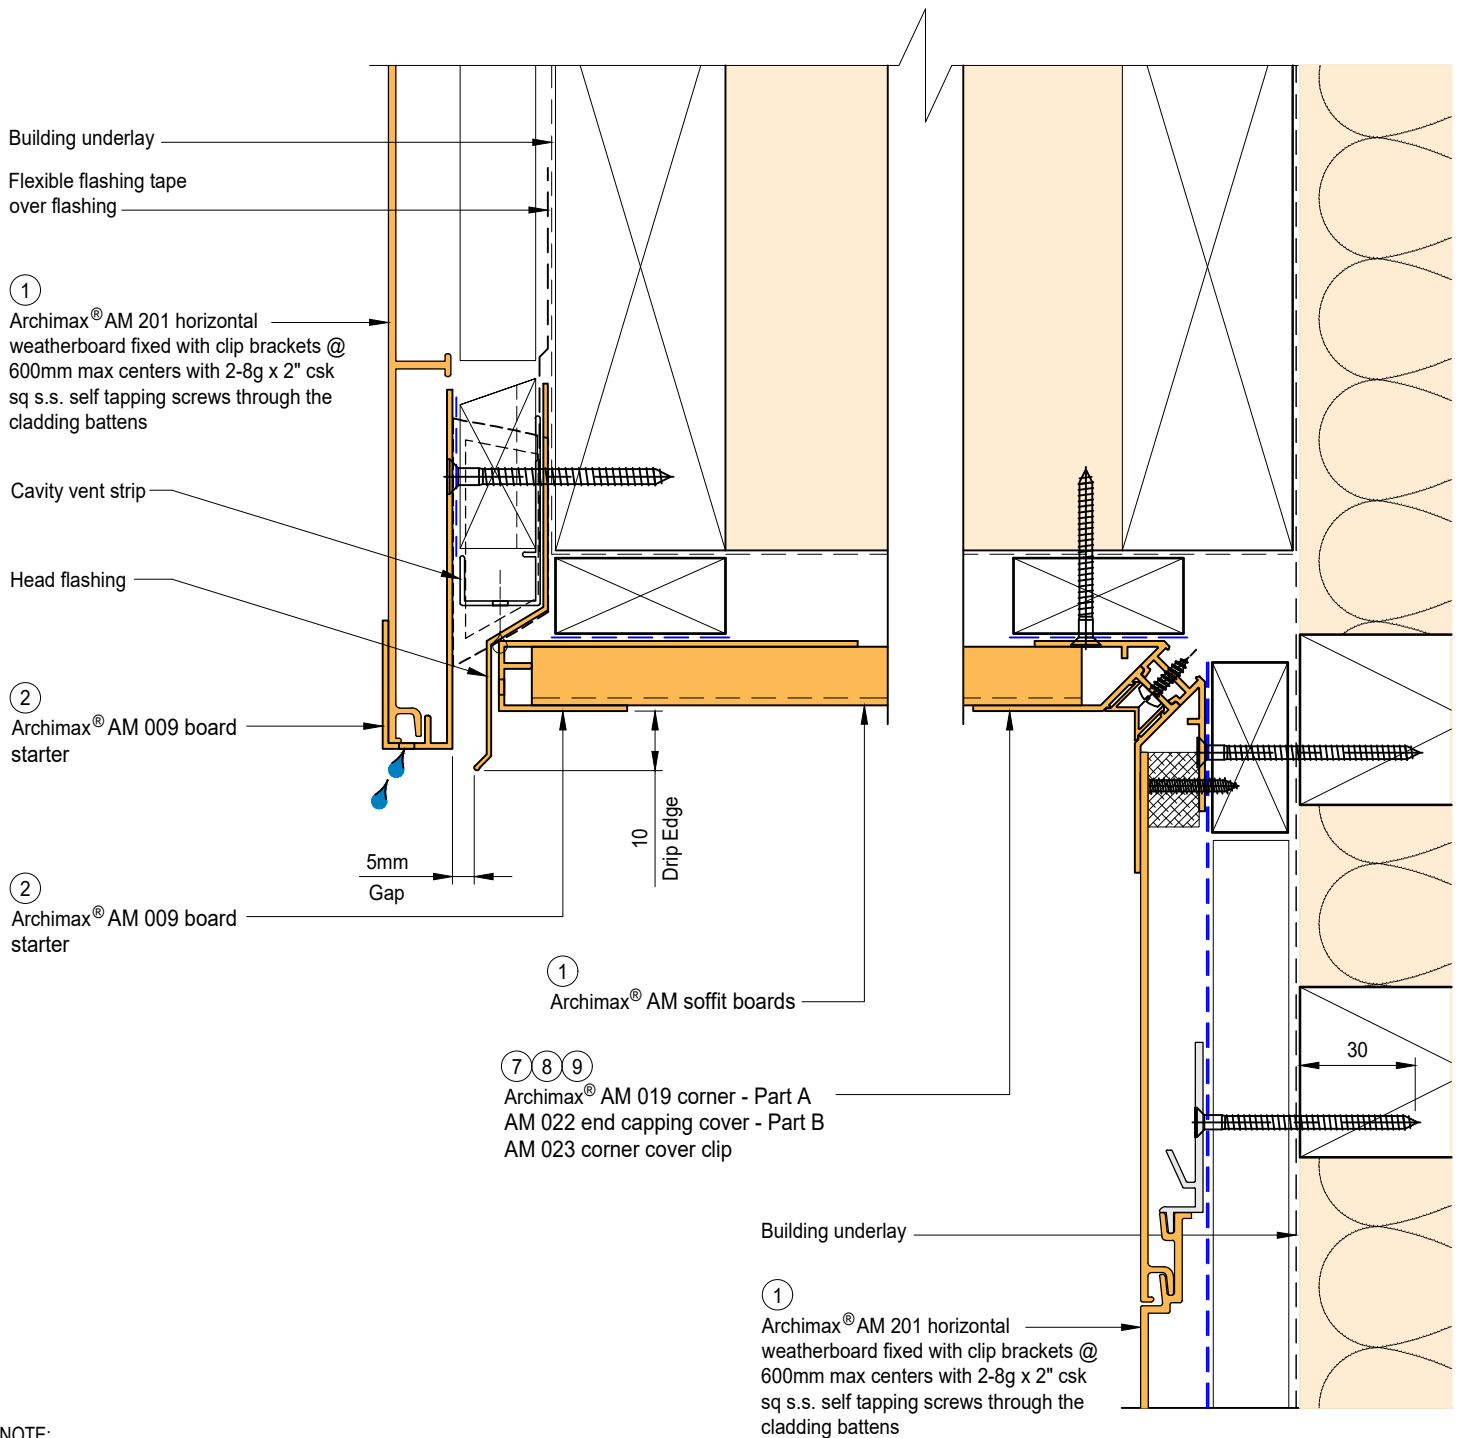 Building underlay
Flexible flashing tape
over flashing
1
Archimax® AM 201 horizontal
weatherboard fixed with clip brackets @
600mm max centers with 2-8g x 2" csk
sq s.s. self tapping screws through the
cladding battens
Cavity vent strip
Head flashing
2
Archimax® AM 009 board
starter
5mm
Gap
10
Drip Edge
2
Archimax® AM 009 board
starter
1
Archimax® AM soffit boards
7 8 9
Archimax® AM 019 corner - Part A
AM 022 end capping cover - Part B
AM 023 corner cover clip
30
Building underlay
1
Archimax® AM 201 horizontal
weatherboard fixed with clip brackets @
600mm max centers with 2-8g x 2" csk
sq s.s. self tapping screws through the
cladding battens
NOTE: